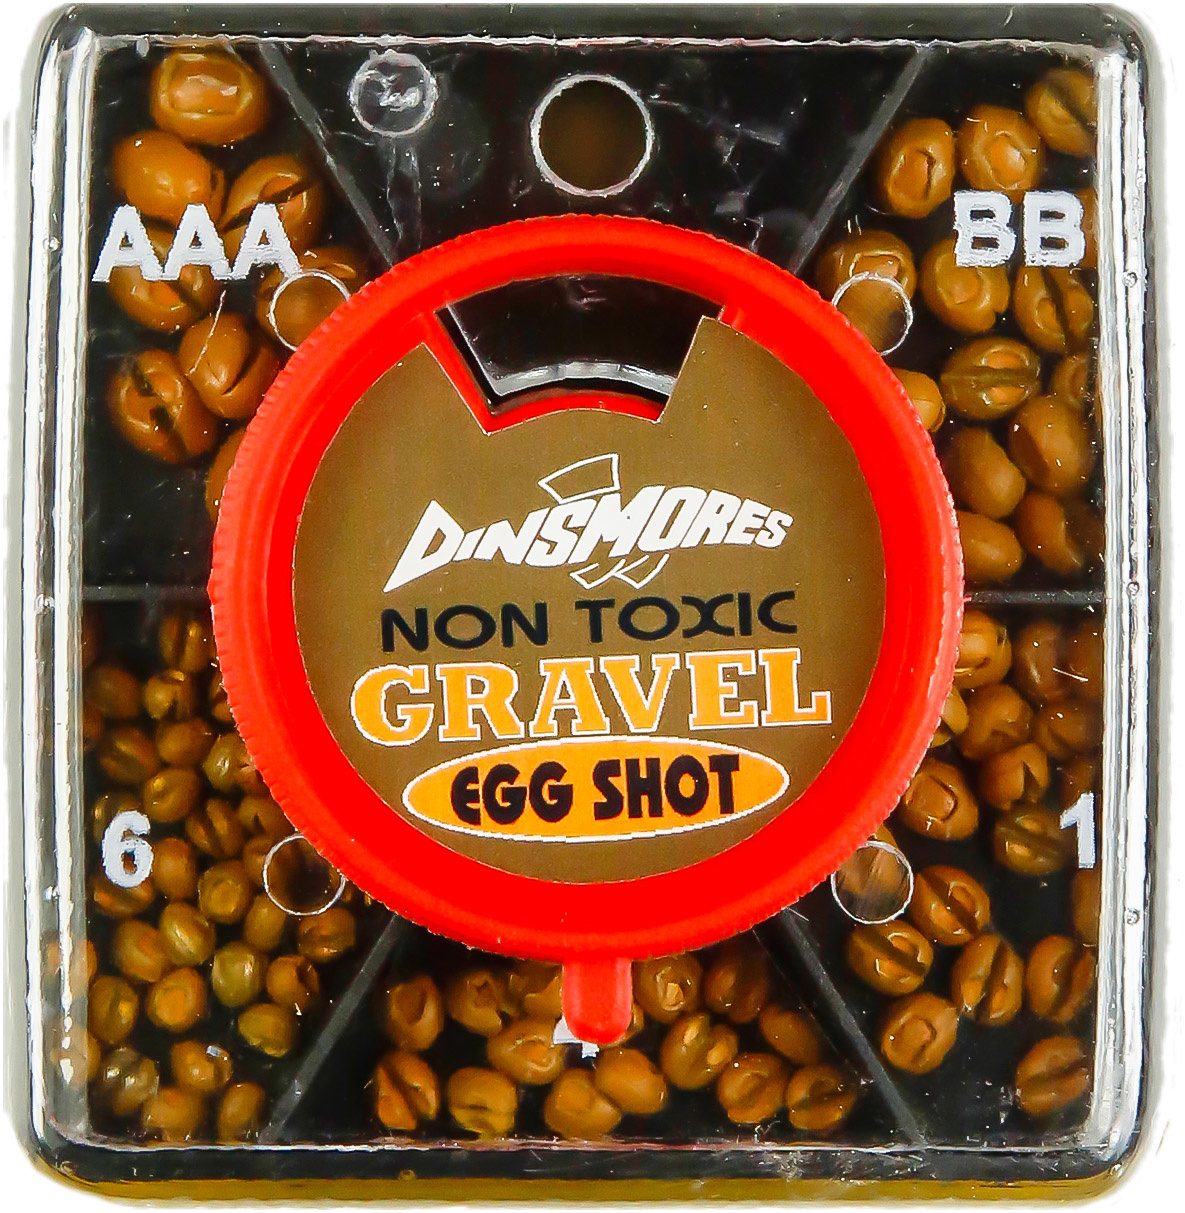 AAA
BB
DINSMORES
NON TOXIC
GRAVEL
EGG SHOT
6
1